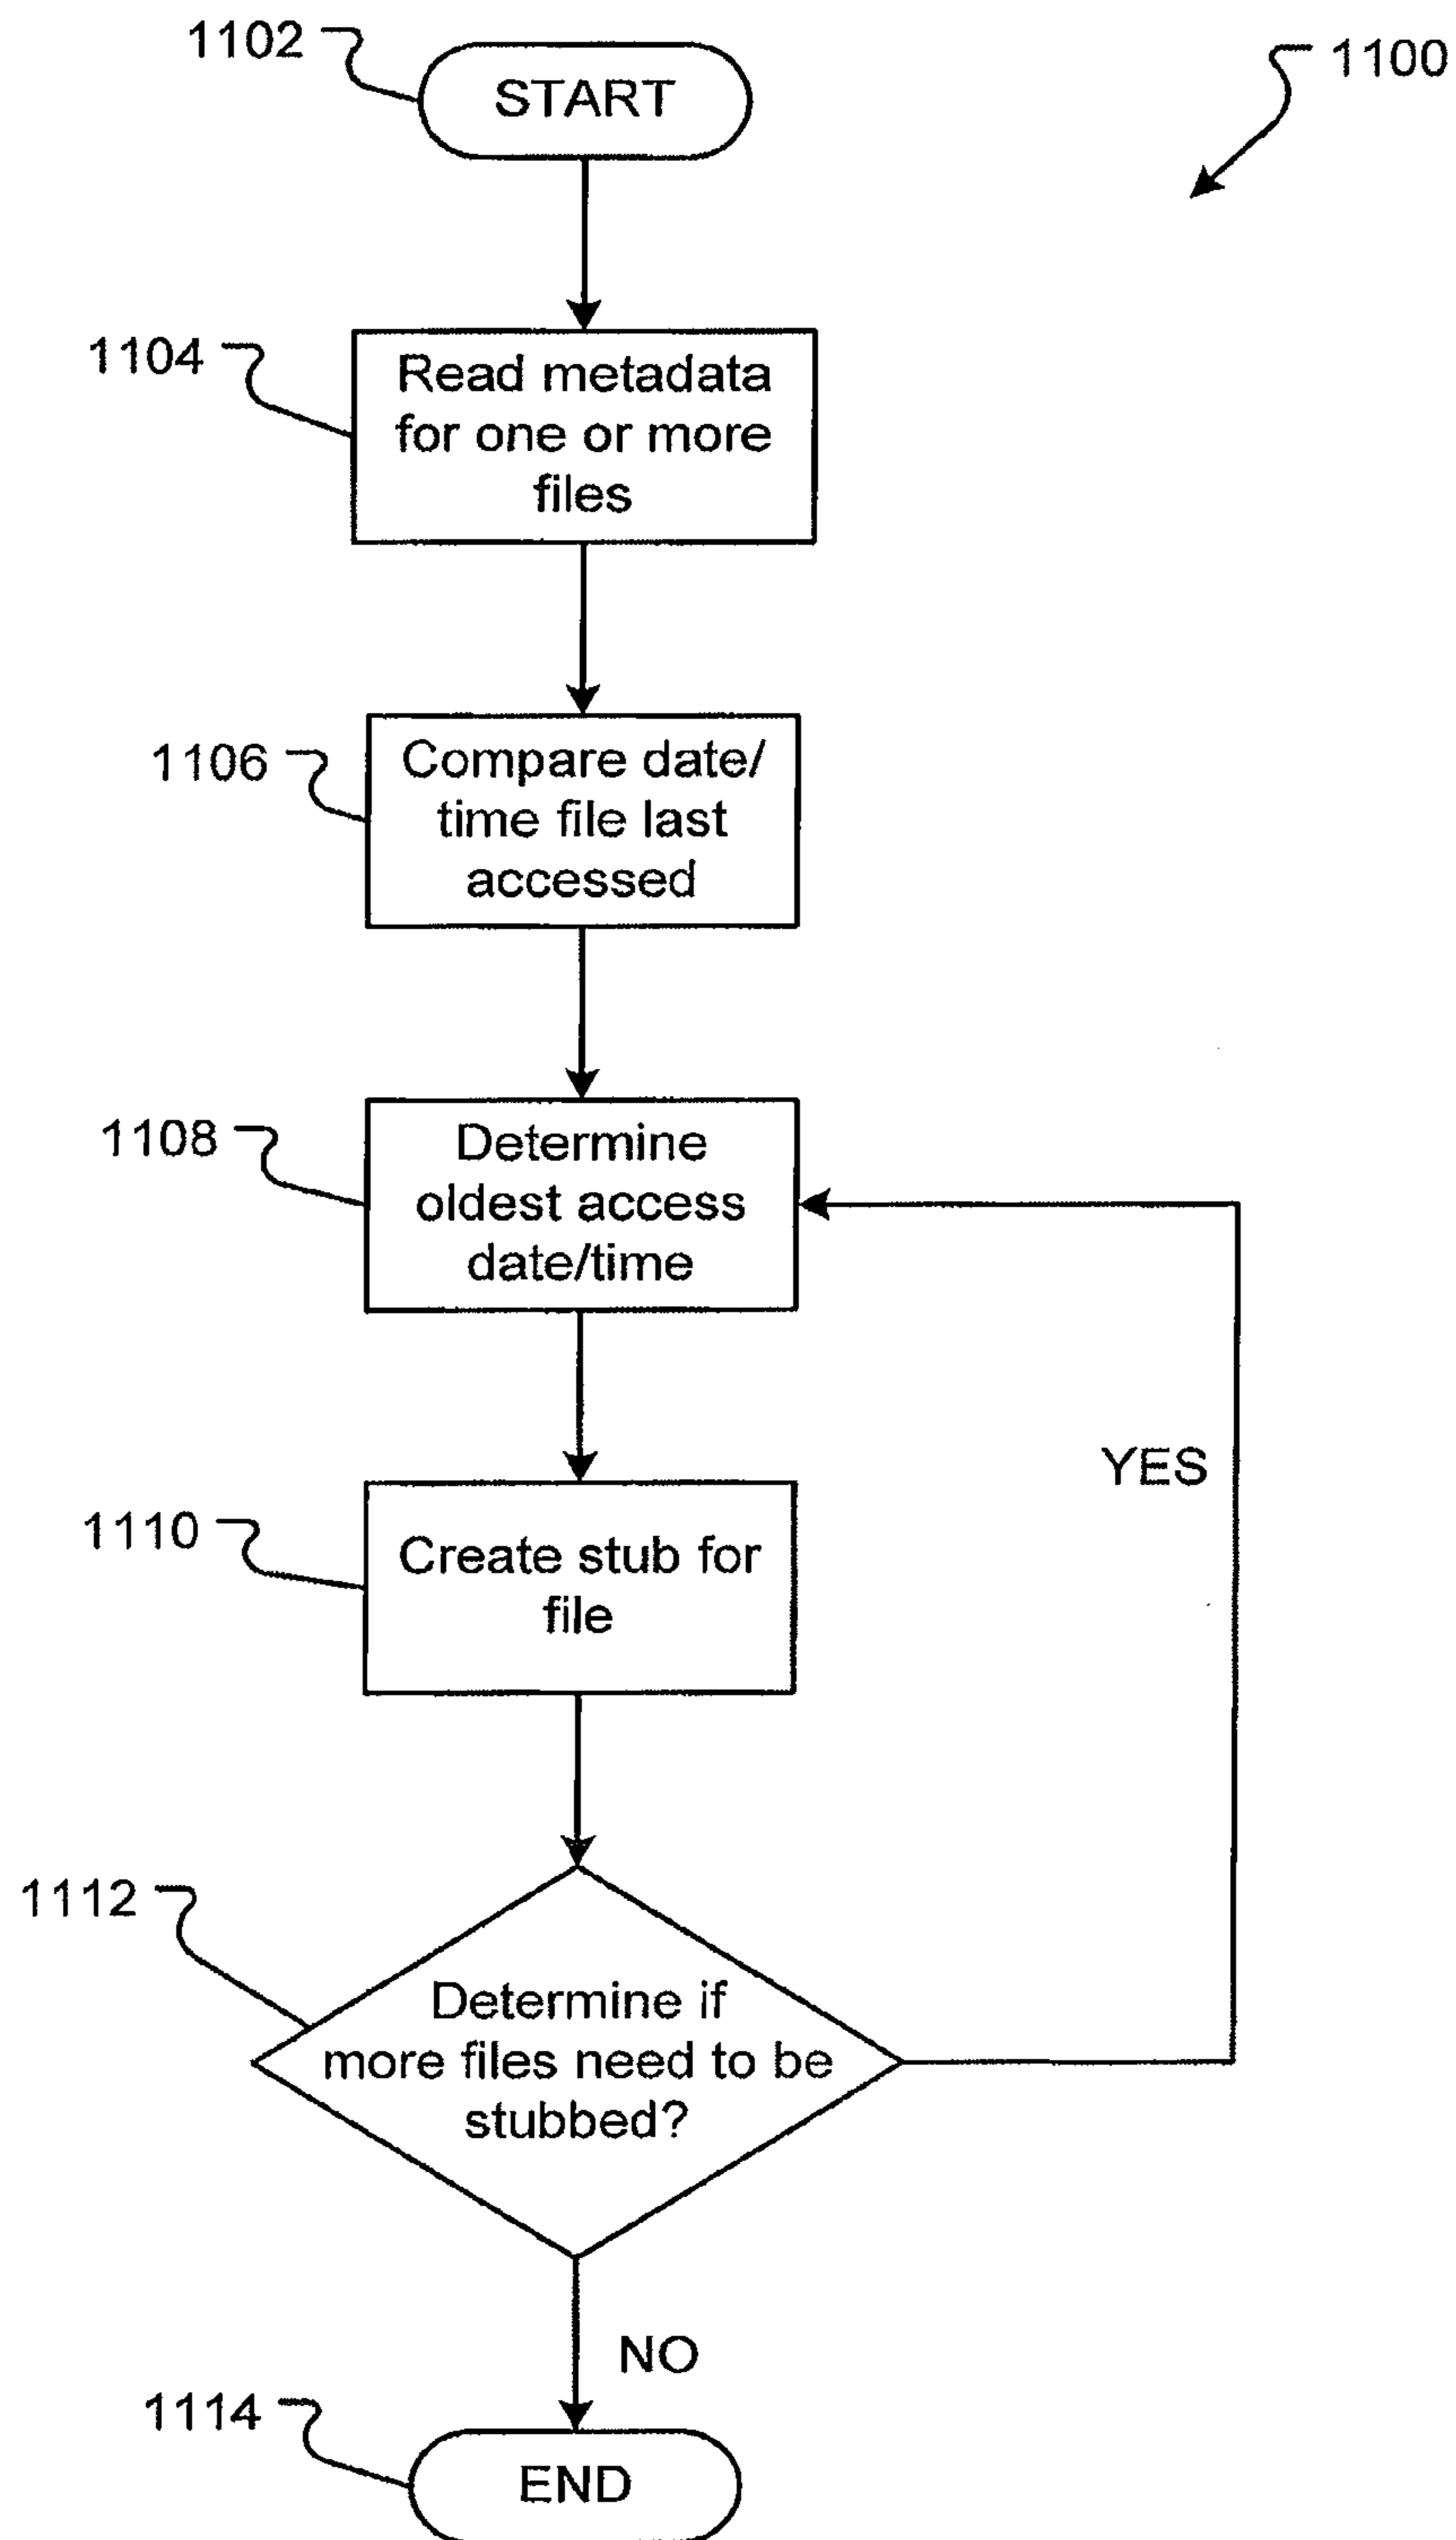 1102
START
1100
1104
Read metadata
for one or more
files
1106
Compare date/
time file last
accessed
1108
Determine
oldest access
date/time
YES
1110
Create stub for
file
1112
Determine if
more files need to be
stubbed?
NO
1114
END